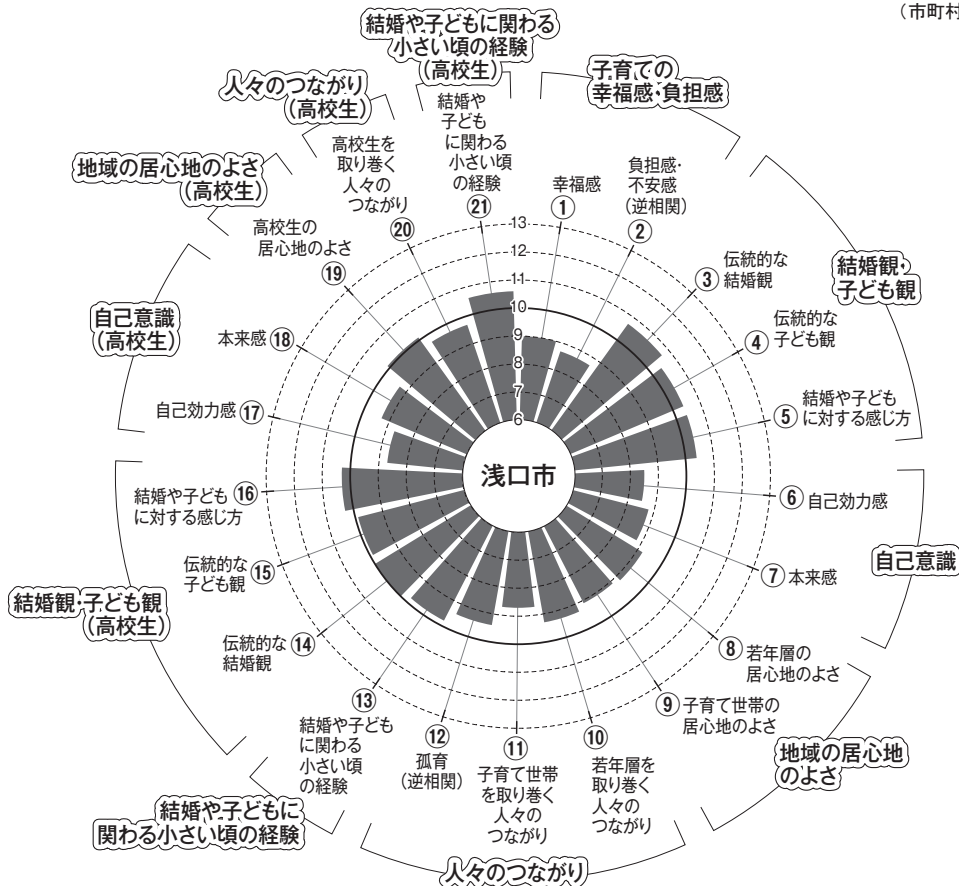 (市町村
結婚や子どもに関わる
小さい頃の経験
(高校生)
子育ての
幸福感・負担感
結婚観・
子ども観
自己意識
地域の居心地
のよさ
人々のつながり
結婚や子どもに
関わる小さい頃の経験
結婚観・子ども観
(高校生)
自己意識
(高校生)
地域の居心地のよさ
(高校生)
人々のつながり
(高校生)
①
幸福感
②
負担感・
不安感
(逆相関)
③
伝統的な
結婚観
④
伝統的な
子ども観
⑤
結婚や子ども
に対する感じ方
⑥
自己効力感
⑦
本来感
⑧
若年層の
居心地のよさ
⑨
子育て世帯の
居心地のよさ
⑩
若年層を
取り巻く
人々の
つながり
⑪
子育て世帯
を取り巻く
人々の
つながり
⑫
孤育
(逆相関)
⑬
結婚や子ども
に関わる
小さい頃
の経験
⑭
伝統的な
結婚観
⑮
伝統的な
子ども観
⑯
結婚や子ども
に対する感じ方
⑰
自己効力感
⑱
本来感
⑲
高校生の
居心地のよさ
⑳
高校生を
取り巻く
人々の
つながり
㉑
結婚や
子ども
に関わる
小さい頃
の経験
13
12
11
10
9
8
7
6
浅口市